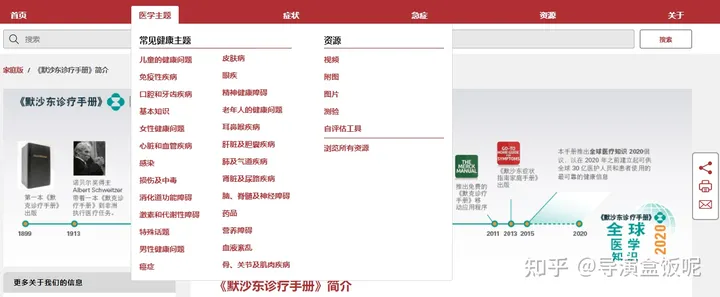 首页
医学主题
症状
急症
资源
关于
搜索
搜索
家庭版 / 《默沙东诊疗手册》简介
常见健康主题
儿童的健康问题
免疫性疾病
口腔和牙齿疾病
基本知识
女性健康问题
心脏和血管疾病
感染
损伤及中毒
消化道功能障碍
激素和代谢性障碍
特殊话题
男性健康问题
癌症
皮肤病
眼疾
精神健康障碍
老年人的健康问题
耳鼻喉疾病
肝脏及胆囊疾病
肺及气道疾病
肾脏及尿路疾病
脑、脊髓及神经障碍
药品
营养障碍
血液紊乱
骨、关节及肌肉疾病
资源
视频
附图
图片
测验
自评估工具
浏览所有资源
《默沙东诊疗手册》
第一本《默
克诊疗手册》
出版
诺贝尔奖得主
Albert Schweitzer
带着一本《默克诊
疗手册》到非洲
执行医疗任务。
1899
1913
THE
MERCK
MANUAL
推出免费的
《默克诊疗手册》移
动应用程序
GO-TO
HOME GUIDE
SYMPTOMS
《默沙东症状
指南家庭手册》
出版
本手册推出全球医疗知识 2020倡
议，以在 2020 年之前建立起可供
全球 30 亿医护人员和患者使用的
最可靠的健康信息
2011
2013
2015
2020
《默沙东诊疗手册》
全球
医学
知识
2020
更多关于我们的信息
《默沙东诊疗手册》简介
知乎 @导演盒饭呢